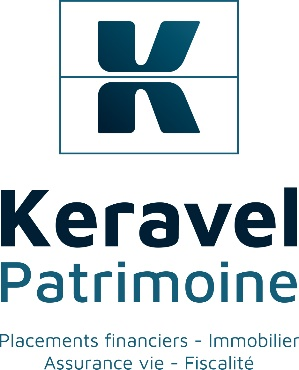 K
Keravel
Patrimoine
Placements financiers - Immobilier
Assurance vie - Fiscalité